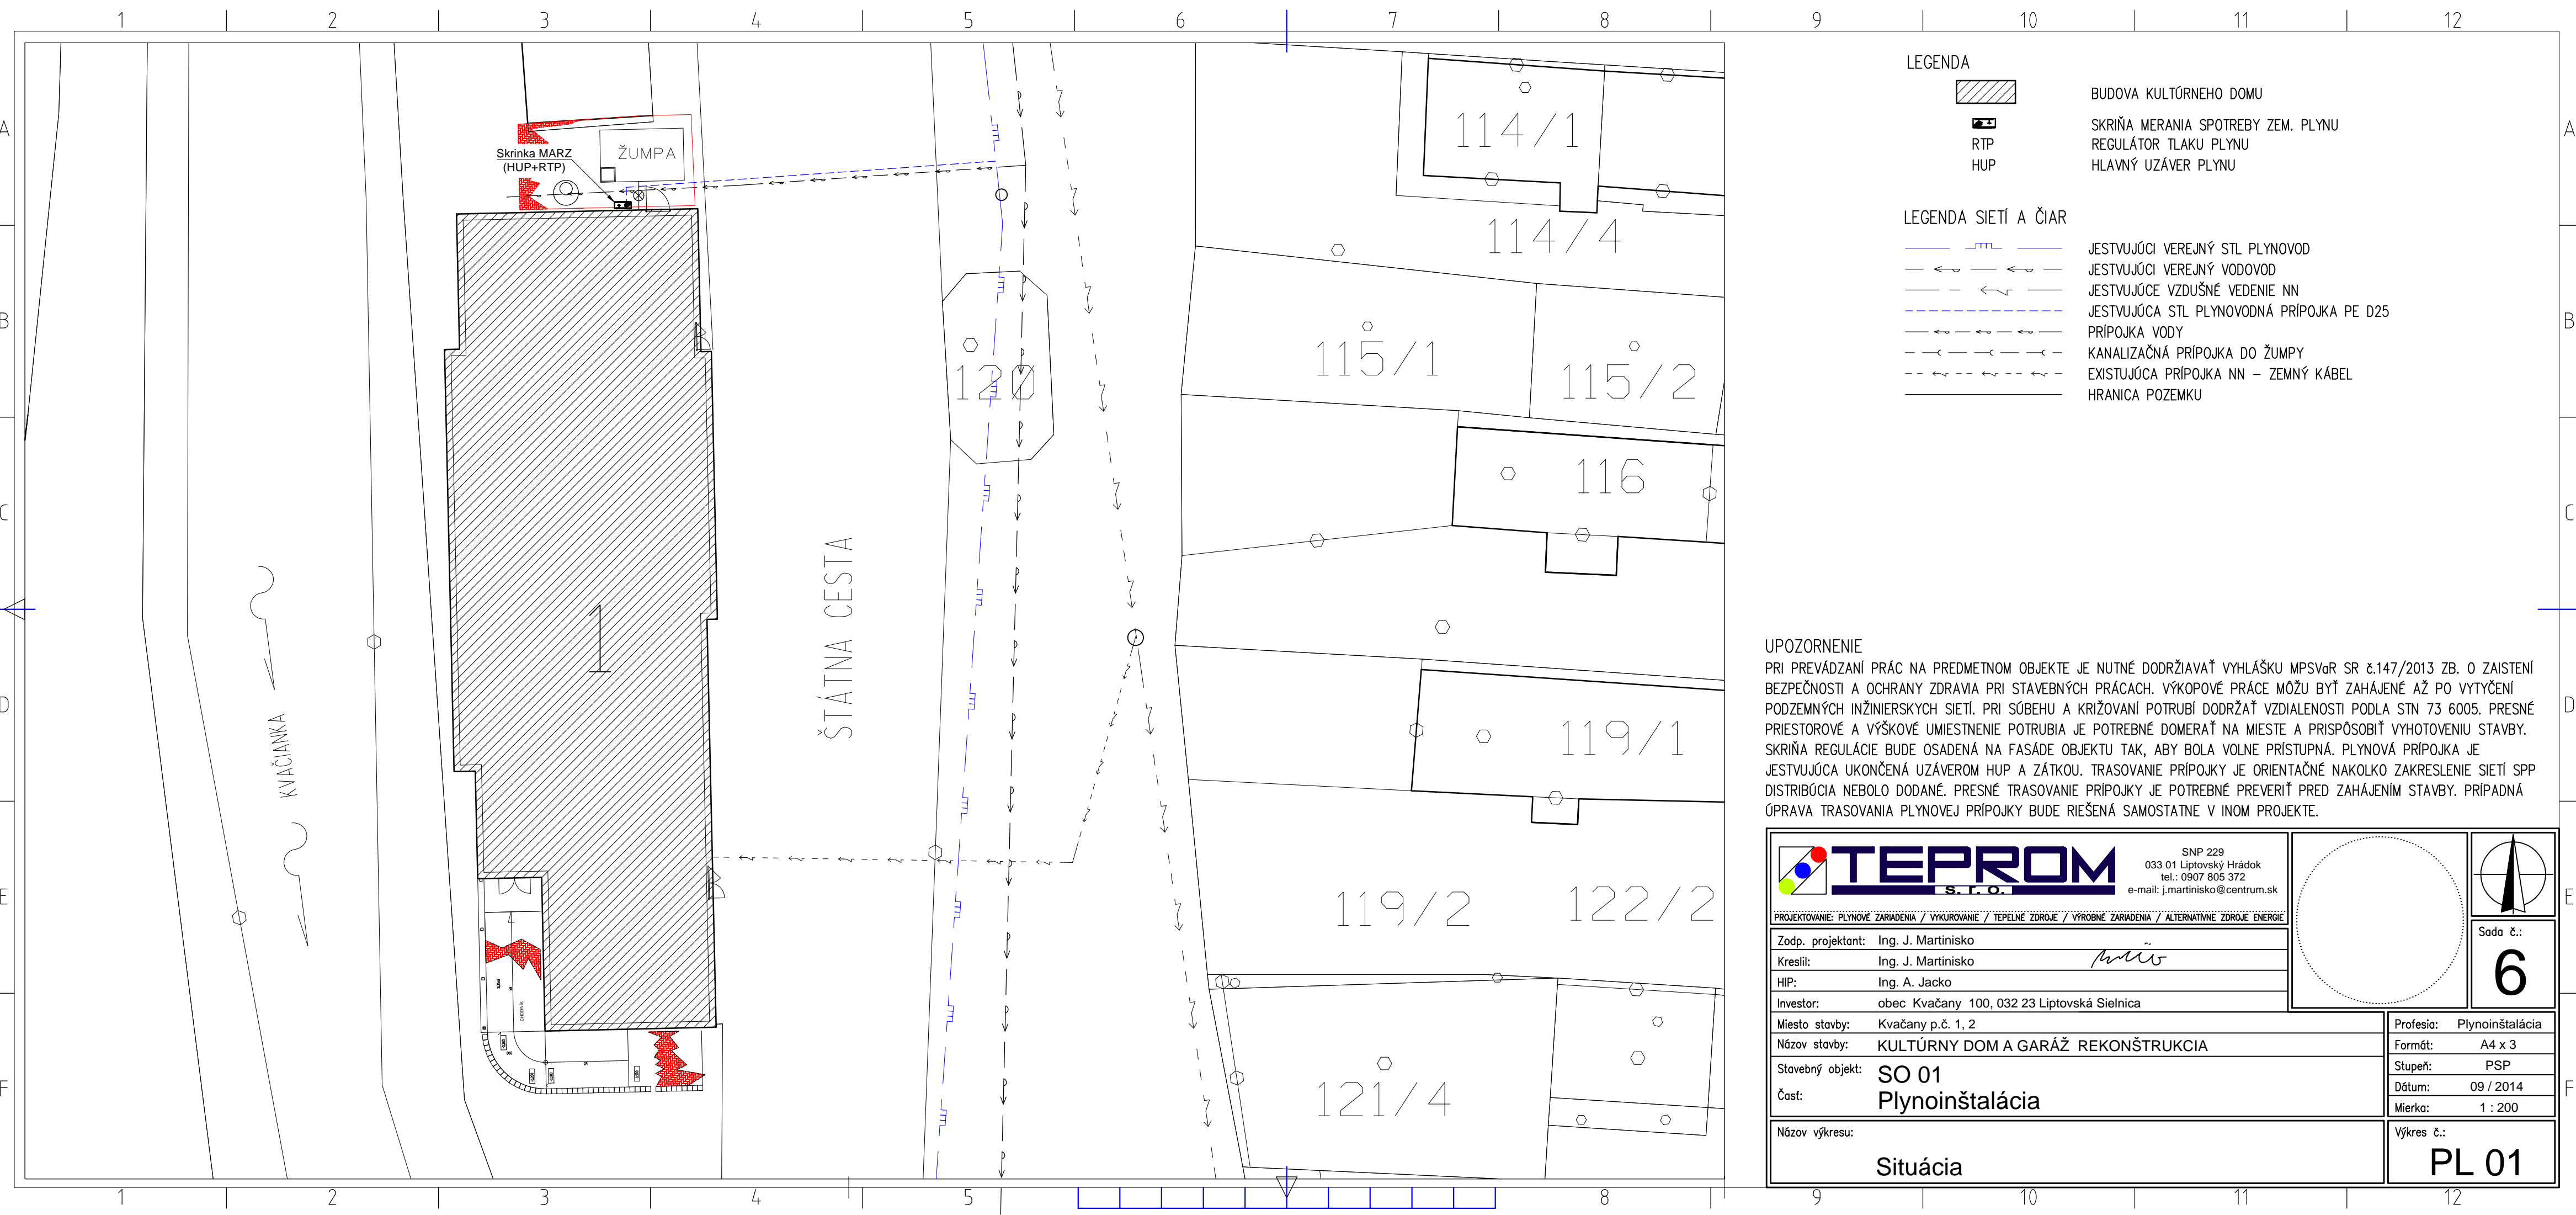 1 2 3 4 5 6 7 8 9 10 11 12
A
B
C
D
E
F
Skrinka MARZ
(HUP+RTP)
ŽUMPA
1
ŠTÁTNA CESTA
KVAČIANKA
CHODNÍK
120
114/1
114/4
115/1
115/2
116
119/1
119/2
122/2
121/4
LEGENDA
BUDOVA KULTÚRNEHO DOMU
SKRIŇA MERANIA SPOTREBY ZEM. PLYNU
RTP REGULÁTOR TLAKU PLYNU
HUP HLAVNÝ UZÁVER PLYNU
LEGENDA SIETÍ A ČIAR
JESTVUJÚCI VEREJNÝ STL PLYNOVOD
JESTVUJÚCI VEREJNÝ VODOVOD
JESTVUJÚCE VZDUŠNÉ VEDENIE NN
JESTVUJÚCA STL PLYNOVODNÁ PRÍPOJKA PE D25
PRÍPOJKA VODY
KANALIZAČNÁ PRÍPOJKA DO ŽUMPY
EXISTUJÚCA PRÍPOJKA NN – ZEMNÝ KÁBEL
HRANICA POZEMKU
UPOZORNENIE
PRI PREVÁDZANÍ PRÁC NA PREDMETNOM OBJEKTE JE NUTNÉ DODRŽIAVAŤ VYHLÁŠKU MPSVaR SR č.147/2013 ZB. O ZAISTENÍ
BEZPEČNOSTI A OCHRANY ZDRAVIA PRI STAVEBNÝCH PRÁCACH. VÝKOPOVÉ PRÁCE MÔŽU BYŤ ZAHÁJENÉ AŽ PO VYTYČENÍ
PODZEMNÝCH INŽINIERSKYCH SIETÍ. PRI SÚBEHU A KRIŽOVANÍ POTRUBÍ DODRŽAŤ VZDIALENOSTI PODLA STN 73 6005. PRESNÉ
PRIESTOROVÉ A VÝŠKOVÉ UMIESTNENIE POTRUBIA JE POTREBNÉ DOMERAŤ NA MIESTE A PRISPÔSOBIŤ VYHOTOVENIU STAVBY.
SKRIŇA REGULÁCIE BUDE OSADENÁ NA FASÁDE OBJEKTU TAK, ABY BOLA VOLNE PRÍSTUPNÁ. PLYNOVÁ PRÍPOJKA JE
JESTVUJÚCA UKONČENÁ UZÁVEROM HUP A ZÁTKOU. TRASOVANIE PRÍPOJKY JE ORIENTAČNÉ NAKOLKO ZAKRESLENIE SIETÍ SPP
DISTRIBÚCIA NEBOLO DODANÉ. PRESNÉ TRASOVANIE PRÍPOJKY JE POTREBNÉ PREVERIŤ PRED ZAHÁJENÍM STAVBY. PRÍPADNÁ
ÚPRAVA TRASOVANIA PLYNOVEJ PRÍPOJKY BUDE RIEŠENÁ SAMOSTATNE V INOM PROJEKTE.
TEPROM
s. r. o.
SNP 229
033 01 Liptovský Hrádok
tel.: 0907 805 372
e-mail: j.martinisko@centrum.sk
PROJEKTOVANIE: PLYNOVÉ ZARIADENIA / VYKUROVANIE / TEPELNÉ ZDROJE / VÝROBNÉ ZARIADENIA / ALTERNATÍVNE ZDROJE ENERGIE
Zodp. projektant: Ing. J. Martinisko
Kreslil: Ing. J. Martinisko
HIP: Ing. A. Jacko
Investor: obec Kvačany 100, 032 23 Liptovská Sielnica
Miesto stavby: Kvačany p.č. 1, 2
Názov stavby: KULTÚRNY DOM A GARÁŽ REKONŠTRUKCIA
Stavebný objekt: SO 01
Časť: Plynoinštalácia
Názov výkresu:
Situácia
Sada č.:
6
Profesia: Plynoinštalácia
Formát: A4 x 3
Stupeň: PSP
Dátum: 09 / 2014
Mierka: 1 : 200
Výkres č.:
PL 01
A
B
C
D
E
F
1 2 3 4 5 8 9 10 11 12